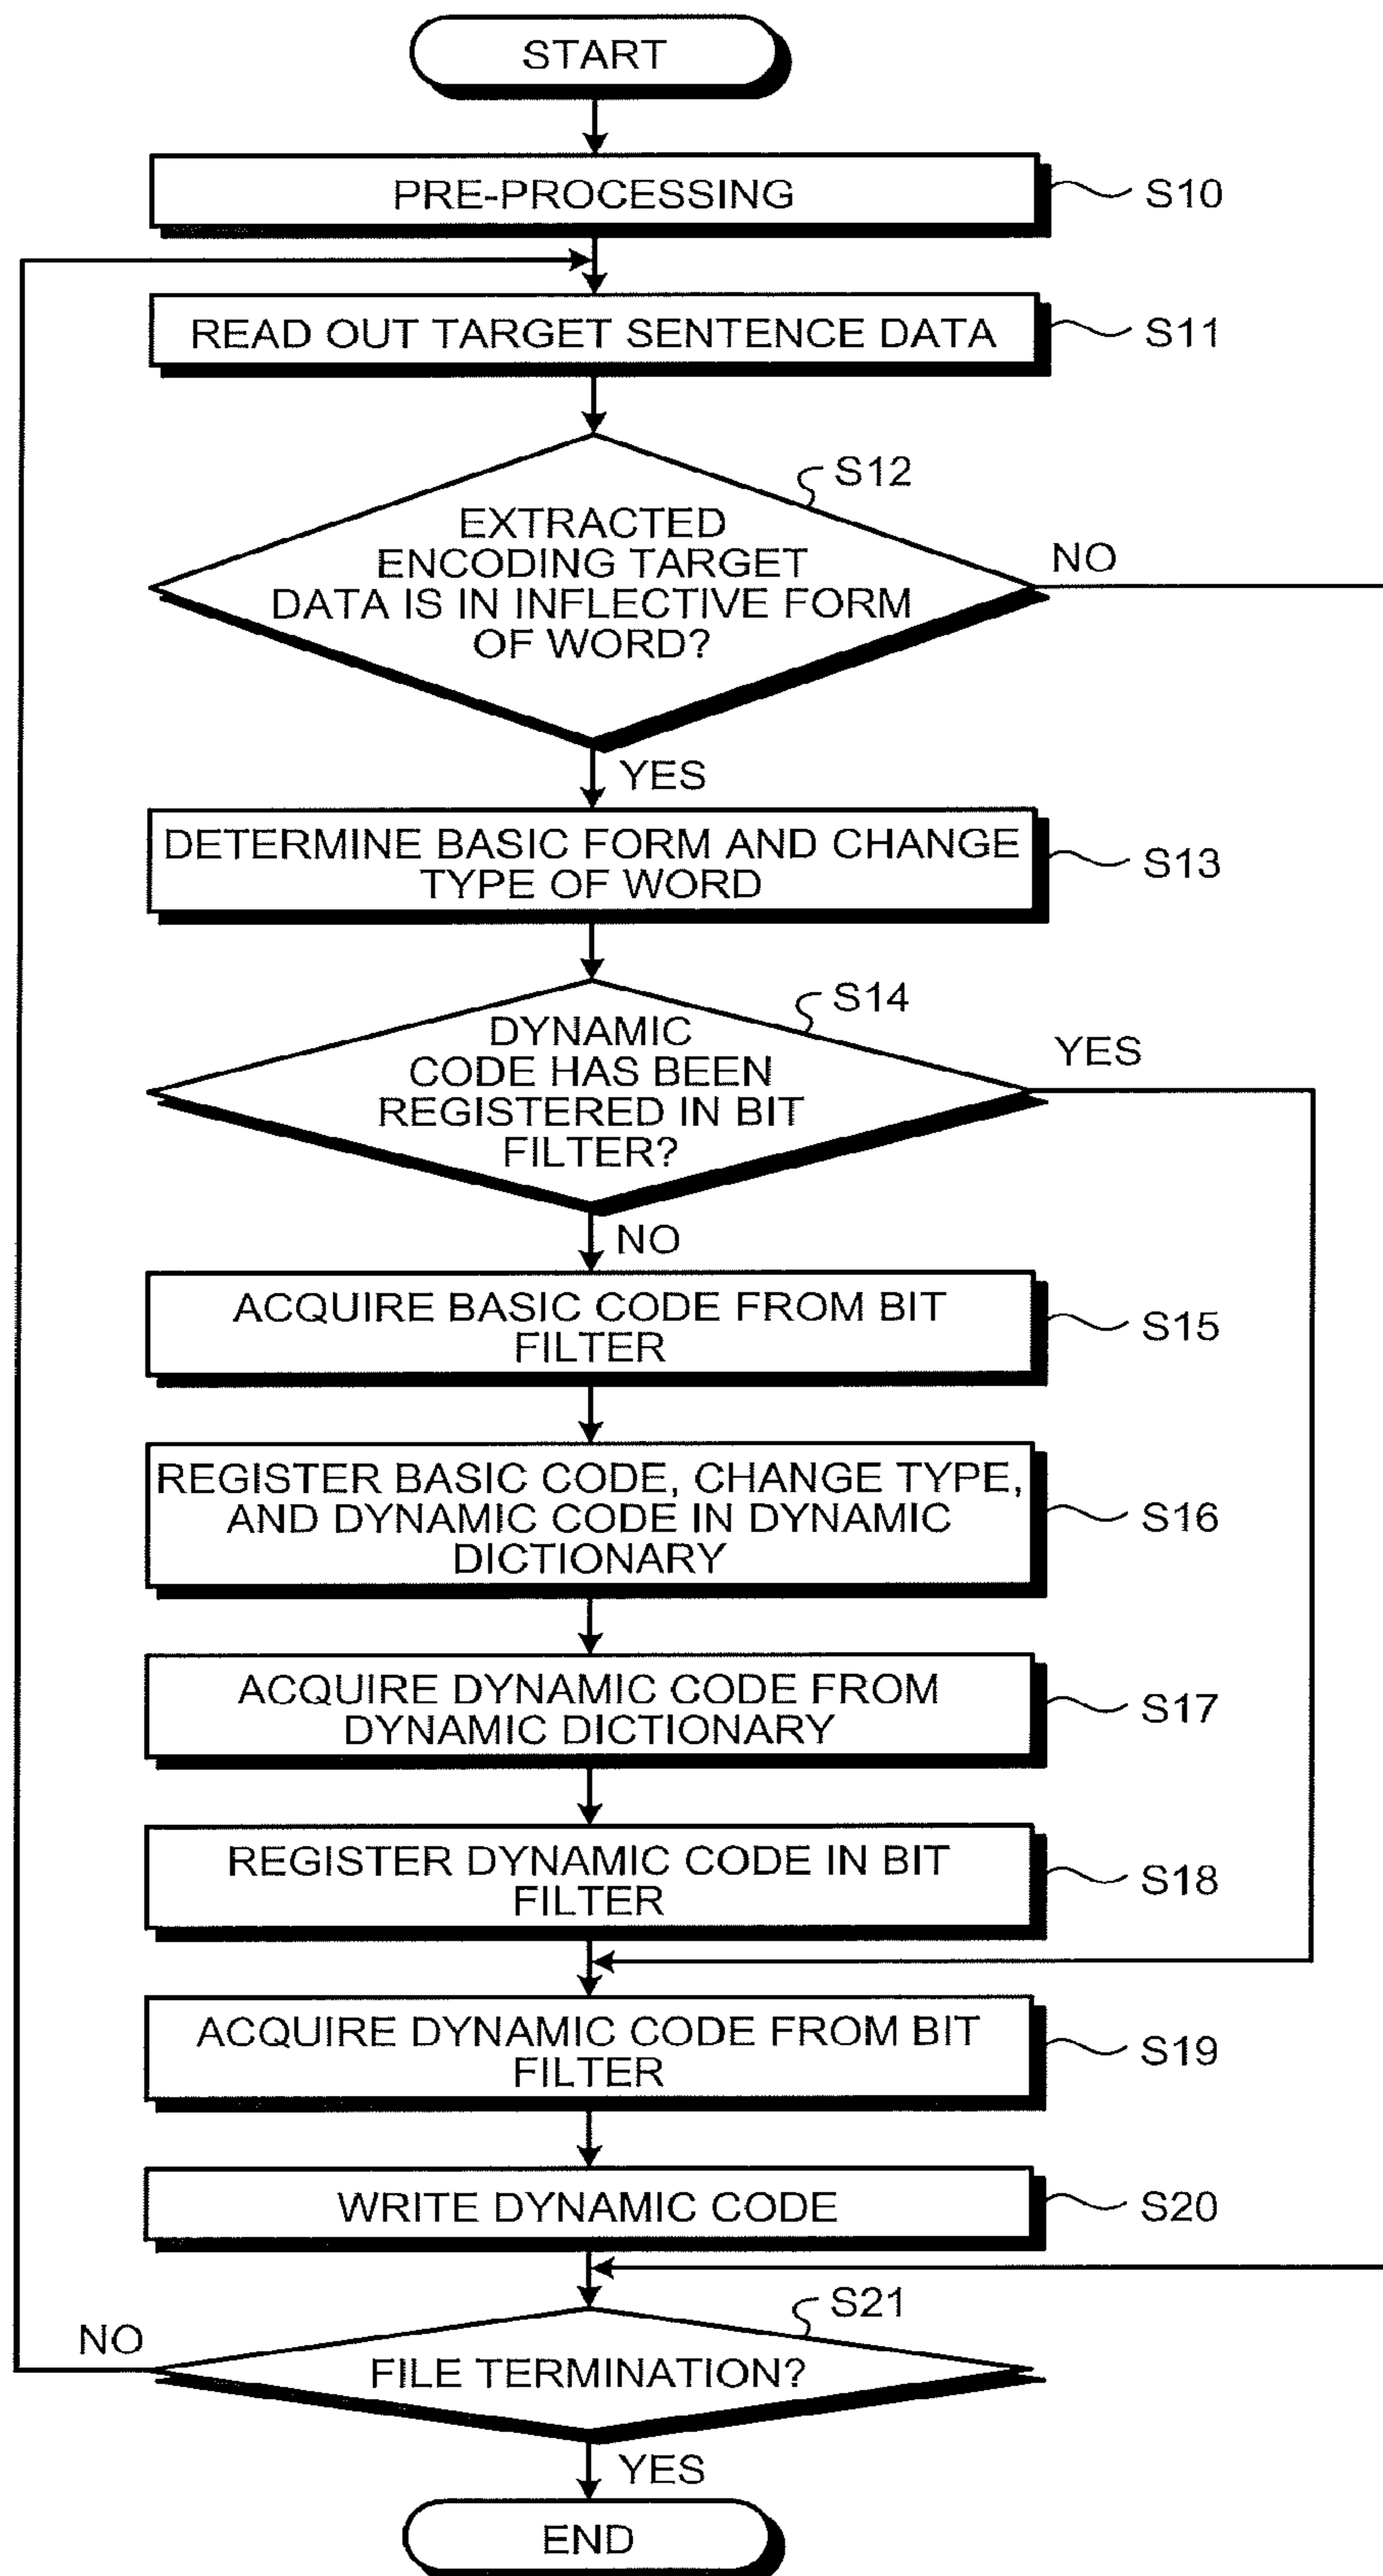 START
PRE-PROCESSING
S10
READ OUT TARGET SENTENCE DATA
S11
S12
EXTRACTED
ENCODING TARGET
DATA IS IN INFLECTIVE FORM
OF WORD?
NO
YES
DETERMINE BASIC FORM AND CHANGE
TYPE OF WORD
S13
S14
DYNAMIC
CODE HAS BEEN
REGISTERED IN BIT
FILTER?
YES
NO
ACQUIRE BASIC CODE FROM BIT
FILTER
S15
REGISTER BASIC CODE, CHANGE TYPE,
AND DYNAMIC CODE IN DYNAMIC
DICTIONARY
S16
ACQUIRE DYNAMIC CODE FROM
DYNAMIC DICTIONARY
S17
REGISTER DYNAMIC CODE IN BIT
FILTER
S18
ACQUIRE DYNAMIC CODE FROM BIT
FILTER
S19
WRITE DYNAMIC CODE
S20
S21
NO
FILE TERMINATION?
YES
END